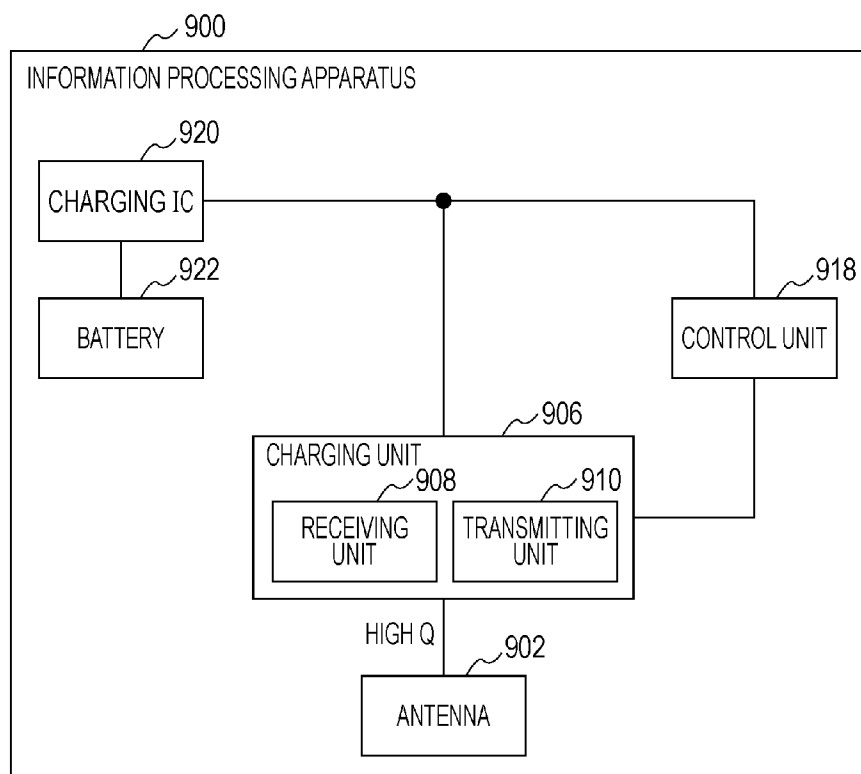 900
INFORMATION PROCESSING APPARATUS
920
CHARGING IC
922
BATTERY
918
CONTROL UNIT
906
CHARGING UNIT
908
RECEIVING
UNIT
910
TRANSMITTING
UNIT
HIGH Q
902
ANTENNA